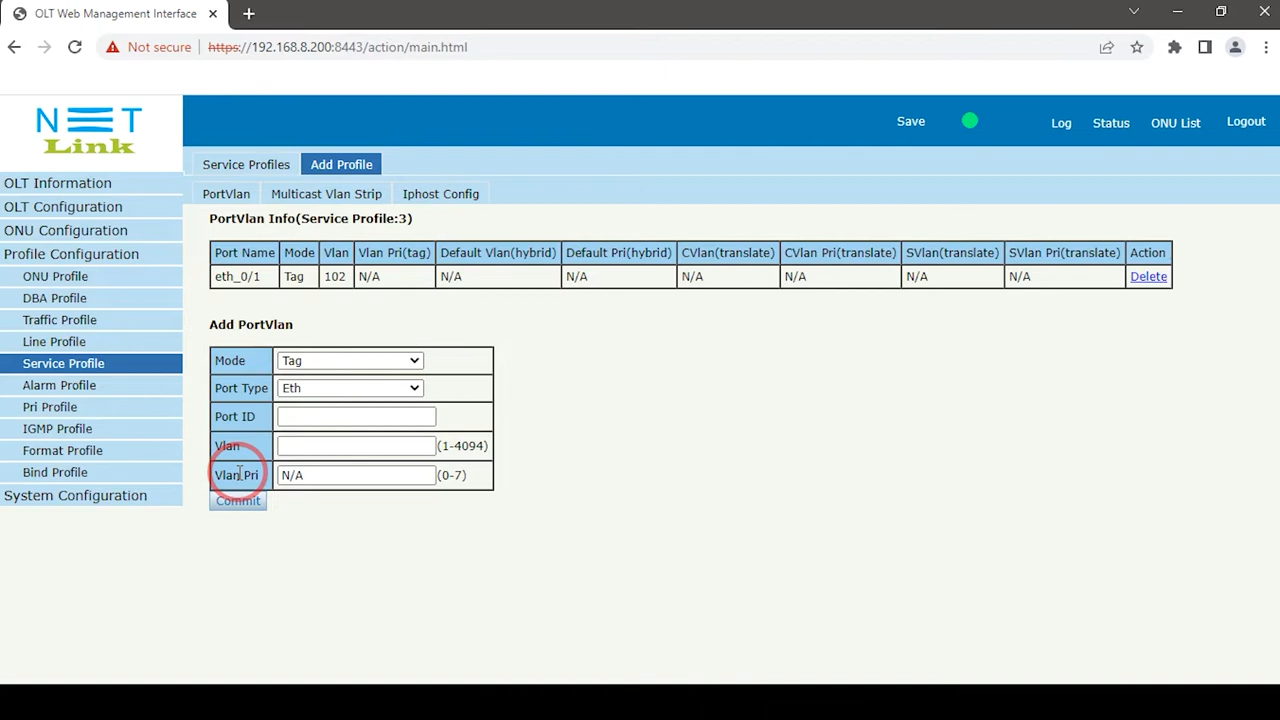 OLT Web Management Interface
Not secure https://192.168.8.200:8443/action/main.html
NET
Link
Save Log Status ONU List Logout
Service Profiles Add Profile
PortVlan Multicast Vlan Strip Iphost Config
OLT Information
OLT Configuration
ONU Configuration
Profile Configuration
ONU Profile
DBA Profile
Traffic Profile
Line Profile
Service Profile
Alarm Profile
Pri Profile
IGMP Profile
Format Profile
Bind Profile
System Configuration
PortVlan Info(Service Profile:3)
Port Name Mode Vlan Vlan Pri(tag) Default Vlan(hybrid) Default Pri(hybrid) CVlan(translate) CVlan Pri(translate) SVlan(translate) SVlan Pri(translate) Action
eth_0/1 Tag 102 N/A N/A N/A N/A N/A N/A N/A Delete
Add PortVlan
Mode Tag
Port Type Eth
Port ID
Vlan (1-4094)
Vlan Pri N/A (0-7)
Commit